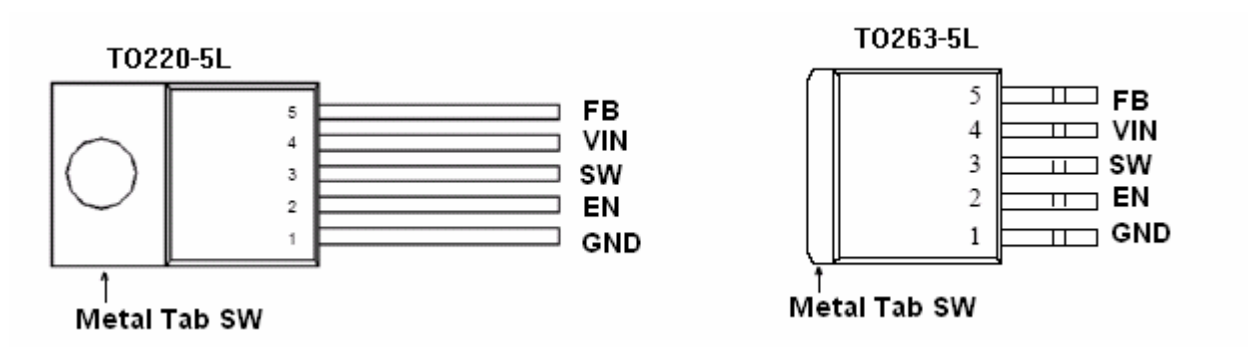 TO220-5L
5 FB
4 VIN
3 SW
2 EN
1 GND
Metal Tab SW
TO263-5L
5 FB
4 VIN
3 SW
2 EN
1 GND
Metal Tab SW